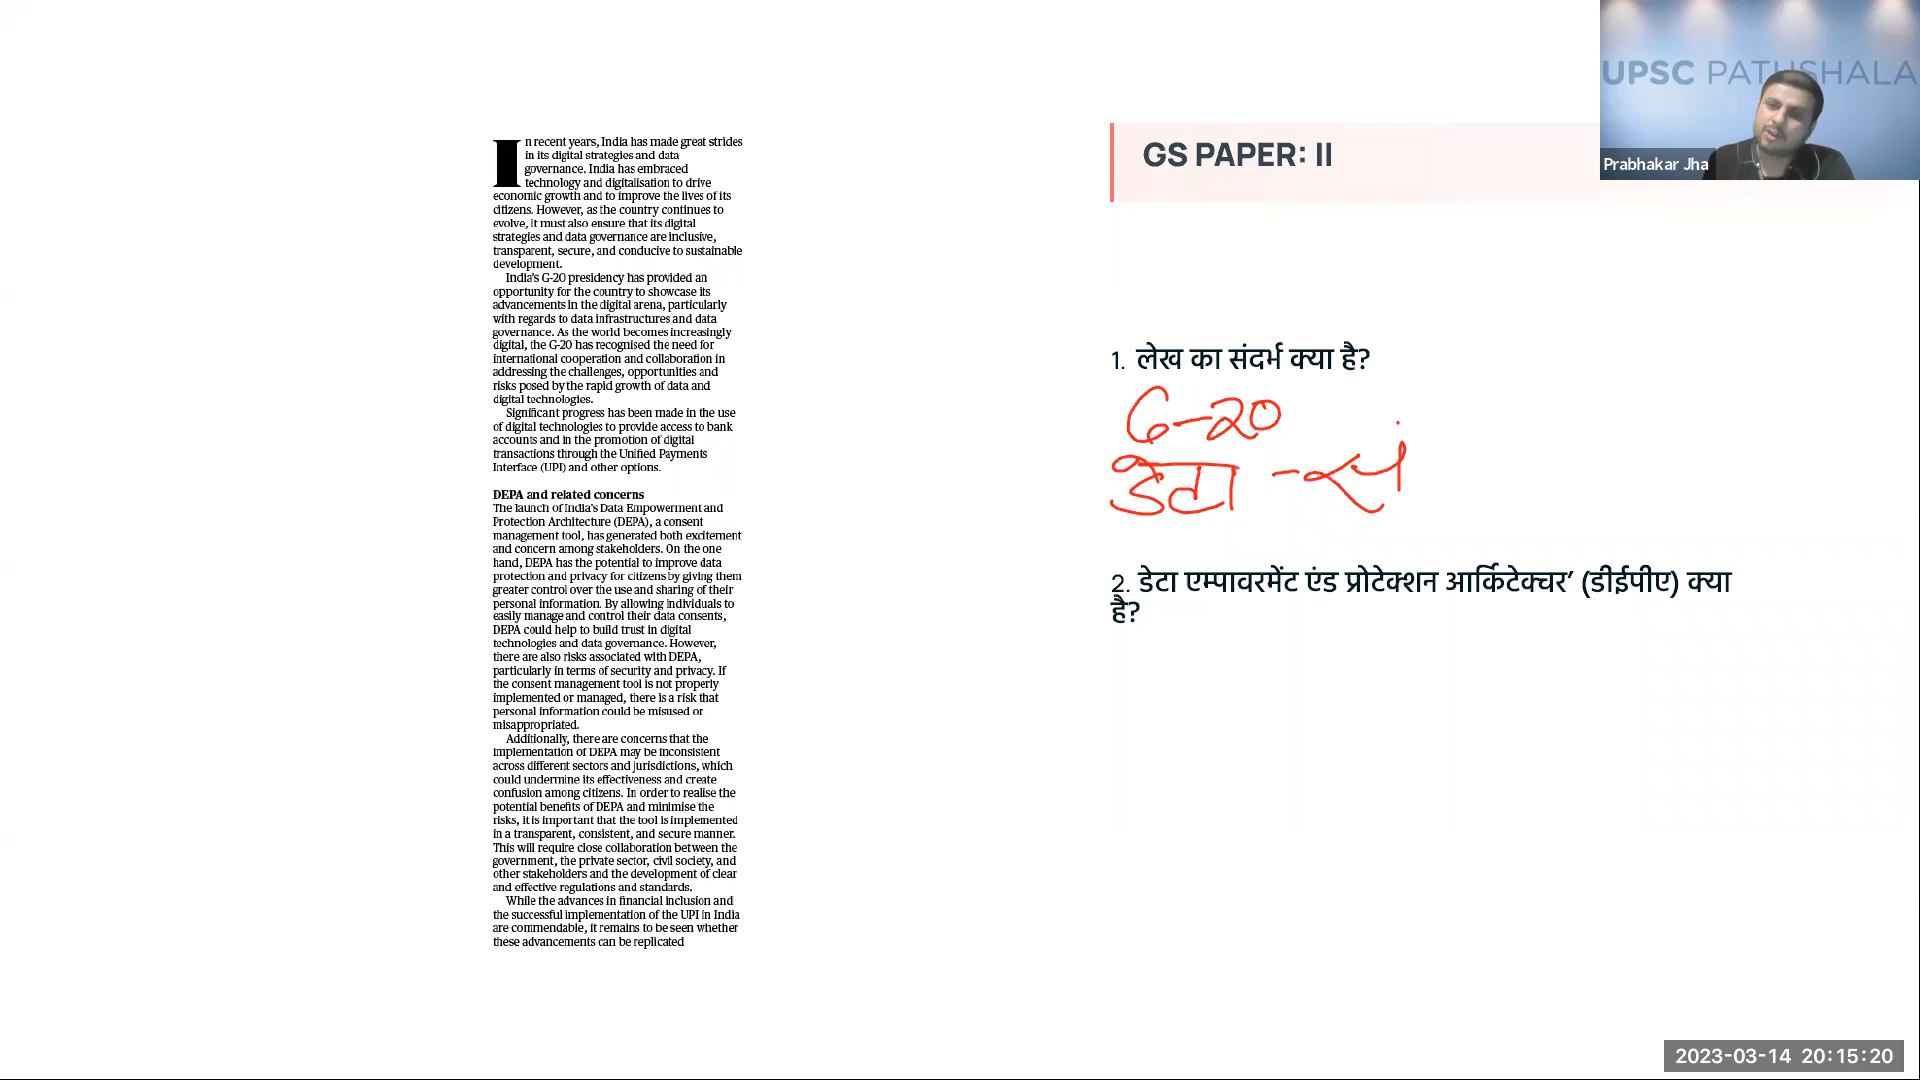 In recent years, India has made great strides
in its digital strategies and data
governance. India has embraced
technology and digitalisation to drive
economic growth and to improve the lives of its
citizens. However, as the country continues to
evolve, it must also ensure that its digital
strategies and data governance are inclusive,
transparent, secure, and conducive to sustainable
development.
India's G-20 presidency has provided an
opportunity for the country to showcase its
advancements in the digital arena, particularly
with regards to data infrastructures and data
governance. As the world becomes increasingly
digital, the G-20 has recognised the need for
international cooperation and collaboration in
addressing the challenges, opportunities and
risks posed by the rapid growth of data and
digital technologies.
Significant progress has been made in the use
of digital technologies to provide access to bank
accounts and in the promotion of digital
transactions through the Unified Payments
Interface (UPI) and other options.
DEPA and related concerns
The launch of India's Data Empowerment and
Protection Architecture (DEPA), a consent
management tool, has generated both excitement
and concern among stakeholders. On the one
hand, DEPA has the potential to improve data
protection and privacy for citizens by giving them
greater control over the use and sharing of their
personal information. By allowing individuals to
easily manage and control their data consents,
DEPA could help to build trust in digital
technologies and data governance. However,
there are also risks associated with DEPA,
particularly in terms of security and privacy. If
the consent management tool is not properly
implemented or managed, there is a risk that
personal information could be misused or
misappropriated.
Additionally, there are concerns that the
implementation of DEPA may be inconsistent
across different sectors and jurisdictions, which
could undermine its effectiveness and create
confusion among citizens. In order to realise the
potential benefits of DEPA and minimise the
risks, it is important that the tool is implemented
in a transparent, consistent, and secure manner.
This will require close collaboration between the
government, the private sector, civil society, and
other stakeholders and the development of clear
and effective regulations and standards.
While the advances in financial inclusion and
the successful implementation of the UPI in India
are commendable, it remains to be seen whether
these advancements can be replicated
UPSC PATHSHALA
Prabhakar Jha
GS PAPER: II
1. लेख का संदर्भ क्या है?
G-20
डेटा -
2. डेटा एम्पावरमेंट एंड प्रोटेक्शन आर्किटेक्चर’ (डीईपीए) क्या
है?
2023-03-14 20:15:20